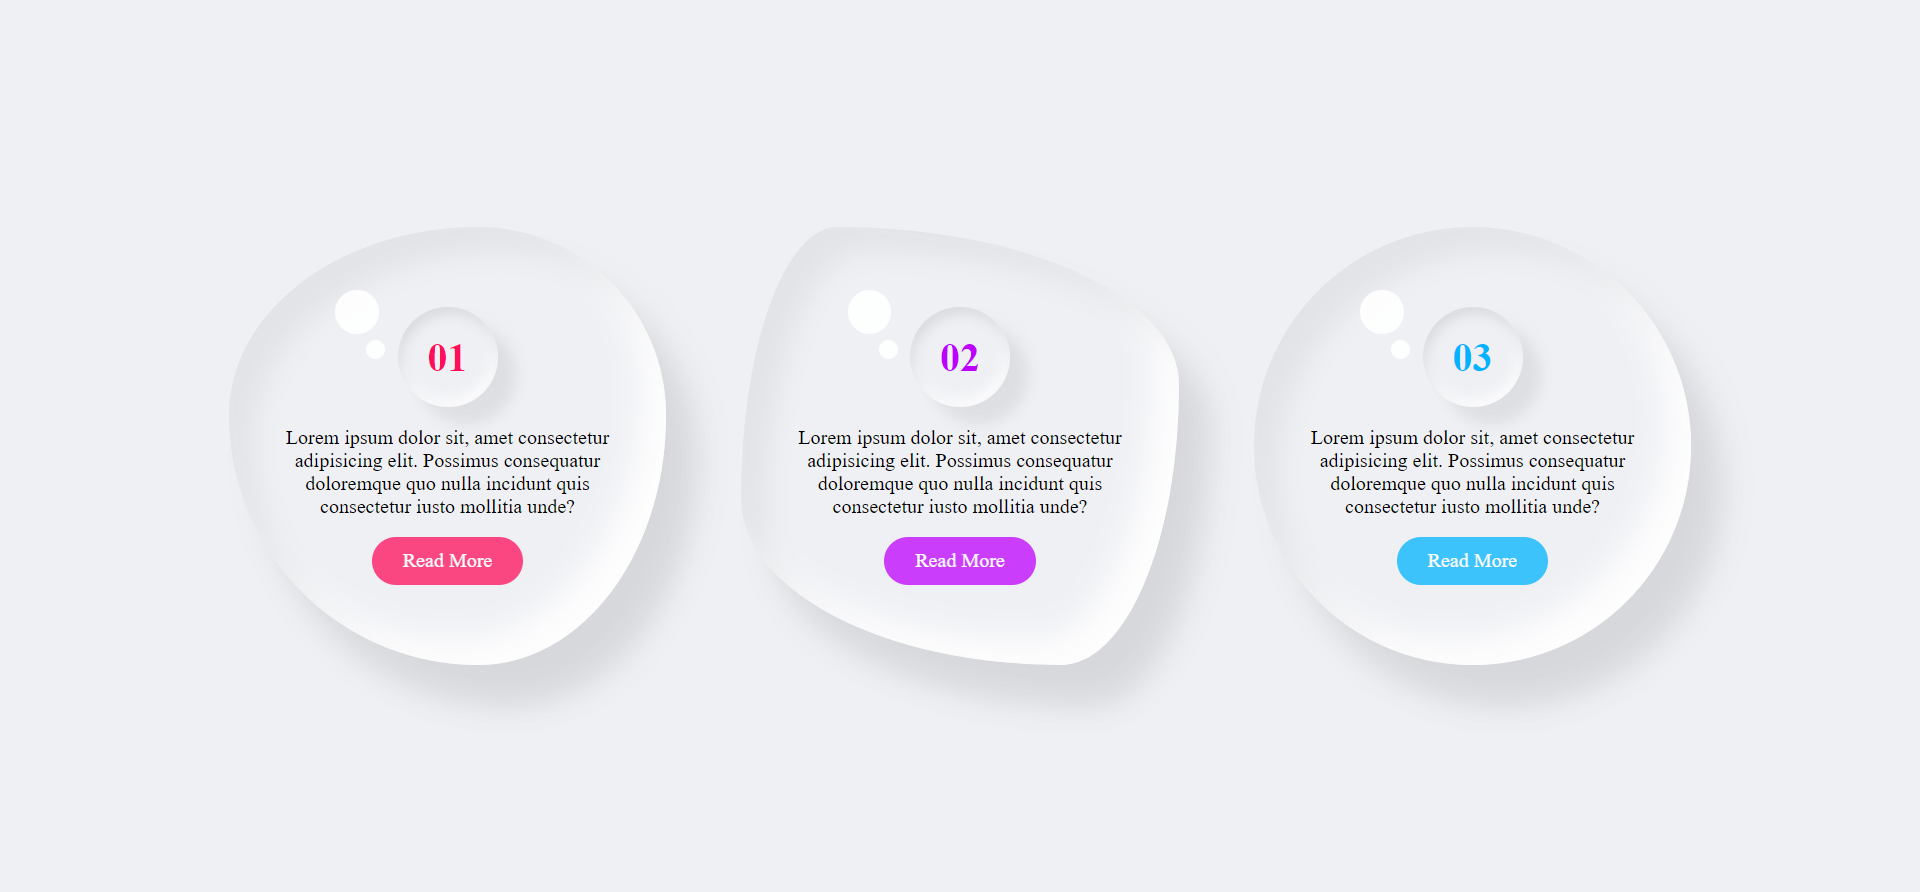 01
Lorem ipsum dolor sit, amet consectetur
adipisicing elit. Possimus consequatur
doloremque quo nulla incidunt quis
consectetur iusto mollitia unde?
Read More
02
Lorem ipsum dolor sit, amet consectetur
adipisicing elit. Possimus consequatur
doloremque quo nulla incidunt quis
consectetur iusto mollitia unde?
Read More
03
Lorem ipsum dolor sit, amet consectetur
adipisicing elit. Possimus consequatur
doloremque quo nulla incidunt quis
consectetur iusto mollitia unde?
Read More